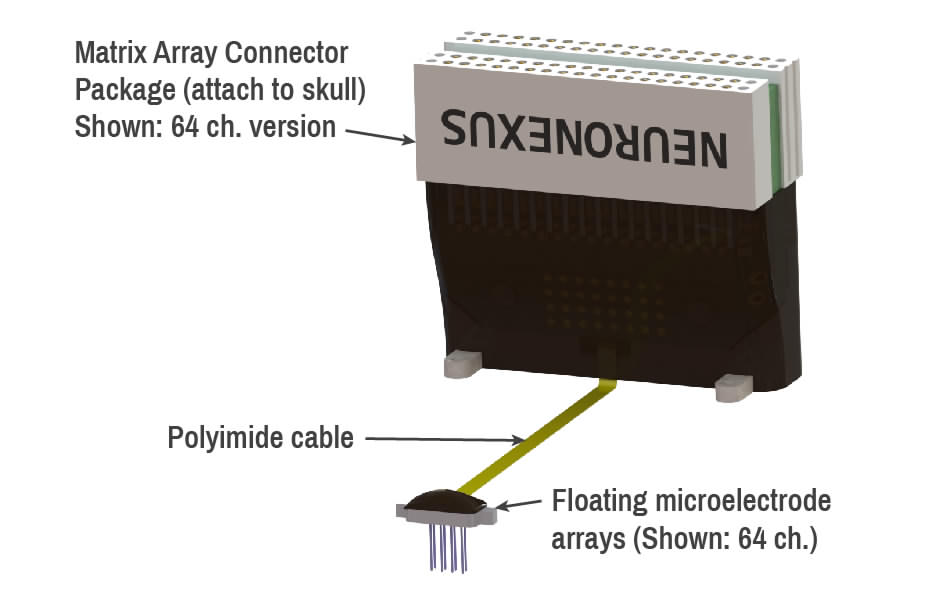 Matrix Array Connector
Package (attach to skull)
Shown: 64 ch. version
NEURONEXUS
Polyimide cable
Floating microelectrode
arrays (Shown: 64 ch.)